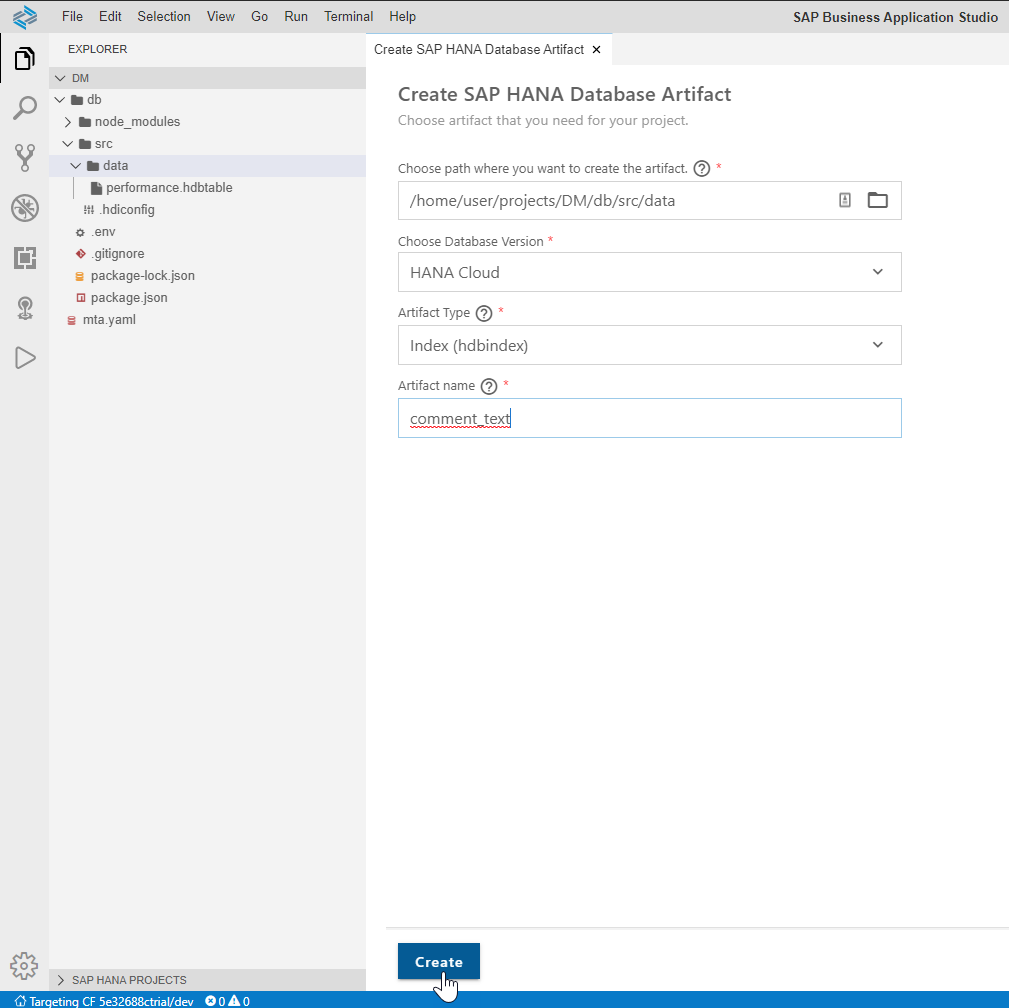 File Edit Selection View Go Run Terminal Help SAP Business Application Studio
EXPLORER
DM
db
node_modules
src
data
performance.hdbtable
.hdiconfig
.env
.gitignore
package-lock.json
package.json
mta.yaml
SAP HANA PROJECTS
Create SAP HANA Database Artifact ×
Create SAP HANA Database Artifact
Choose artifact that you need for your project.
Choose path where you want to create the artifact. ? *
/home/user/projects/DM/db/src/data
Choose Database Version *
HANA Cloud
Artifact Type ? *
Index (hdbindex)
Artifact name ? *
comment_text
Create
Targeting CF 5e32688ctrial/dev 0 0